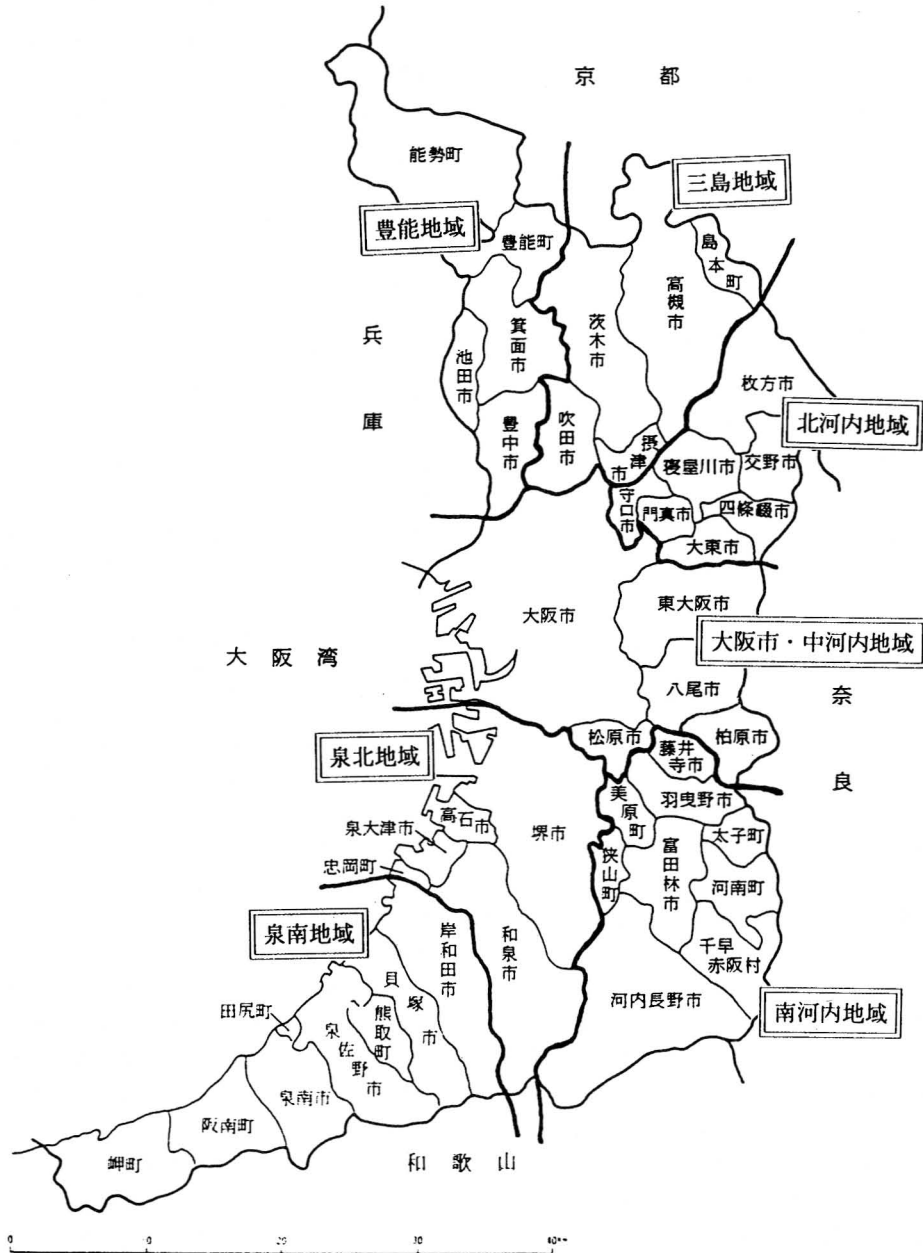 京都
能勢町
三島地域
豊能地域
豊能町
島本町
高槻市
茨木市
箕面市
兵庫
池田市
枚方市
北河内地域
豊中市
吹田市
摂津市
寝屋川市
交野市
守口市
門真市
四條畷市
大東市
大阪市
東大阪市
大阪湾
大阪市・中河内地域
八尾市
奈良
松原市
藤井寺市
柏原市
泉北地域
美原町
羽曳野市
高石市
泉大津市
堺市
太子町
忠岡町
狭山町
富田林市
河南町
泉南地域
岸和田市
和泉市
千早赤阪村
貝塚市
河内長野市
南河内地域
田尻町
熊取町
泉佐野市
泉南市
阪南町
岬町
和歌山
0
30